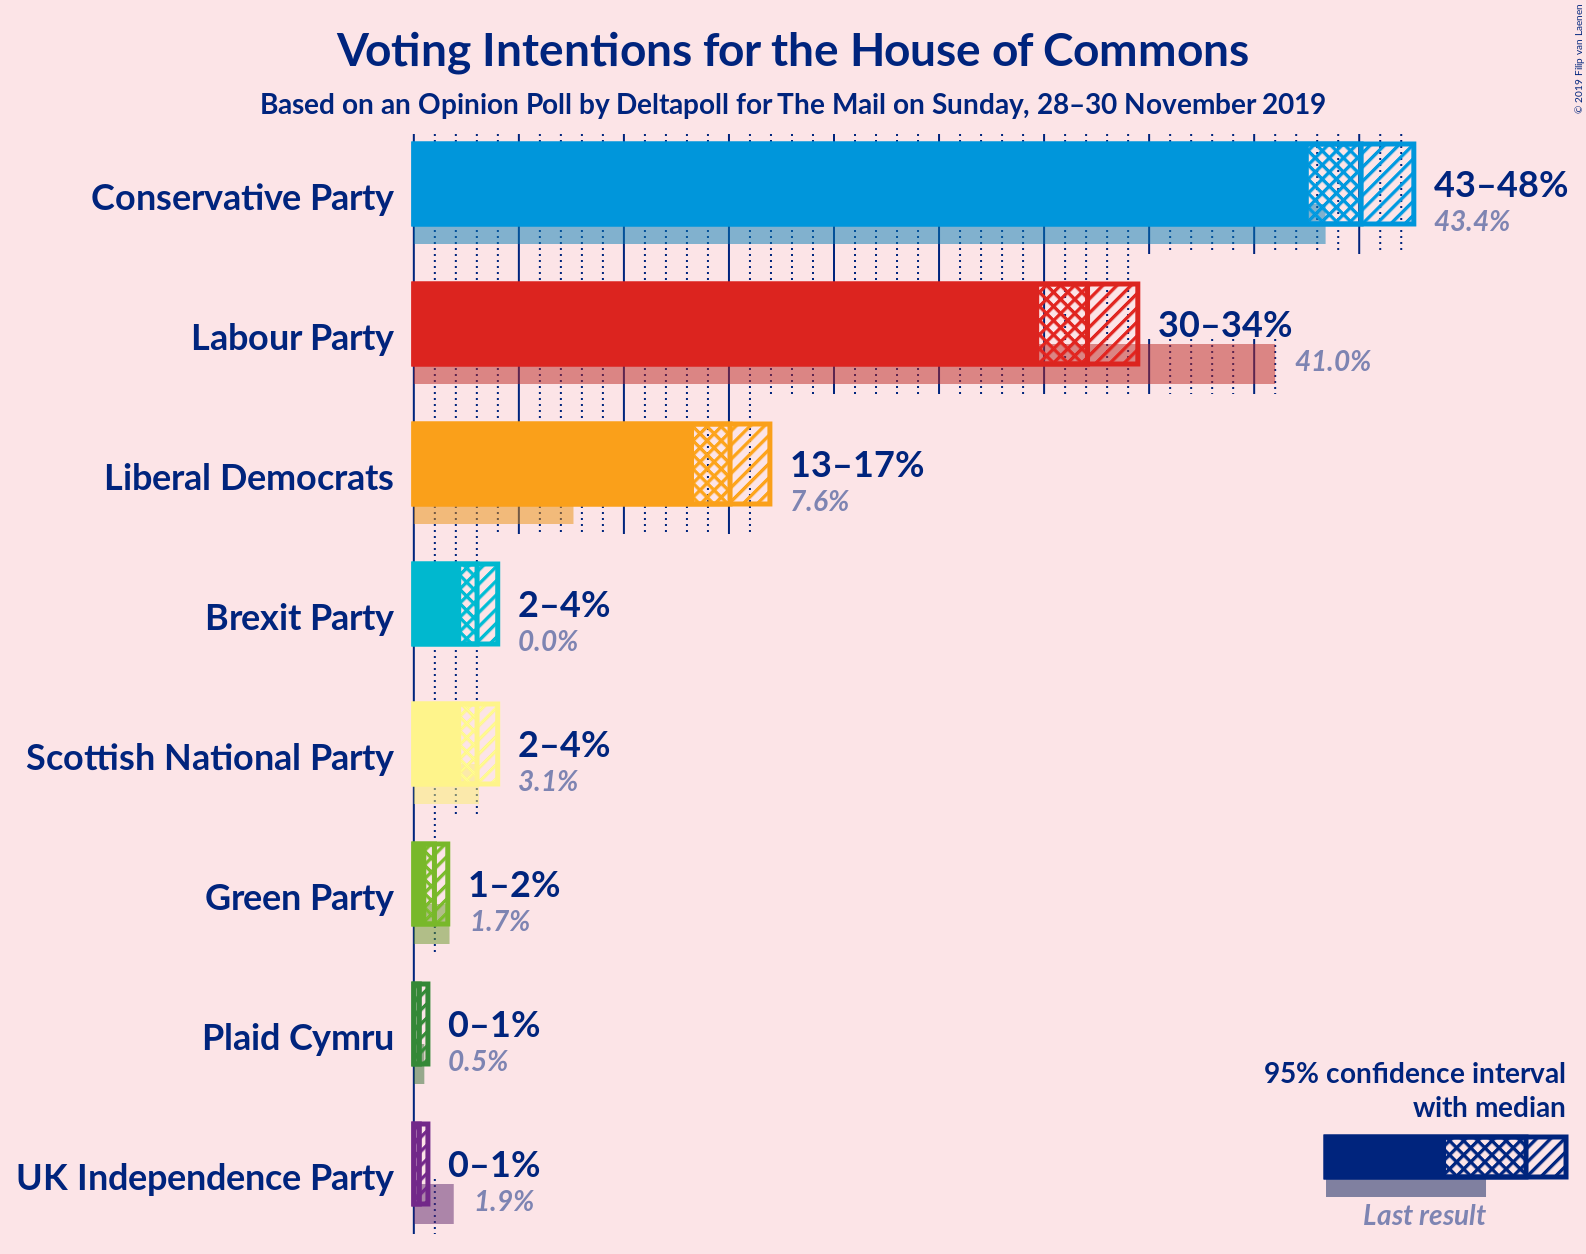 Voting Intentions for the House of Commons
Based on an Opinion Poll by Deltapoll for The Mail on Sunday, 28–30 November 2019
© 2019 Filip van Laenen
Conservative Party
43–48%
43.4%
Labour Party
30–34%
41.0%
Liberal Democrats
13–17%
7.6%
Brexit Party
2–4%
0.0%
Scottish National Party
2–4%
3.1%
Green Party
1–2%
1.7%
Plaid Cymru
0–1%
0.5%
UK Independence Party
0–1%
1.9%
95% confidence interval
with median
Last result